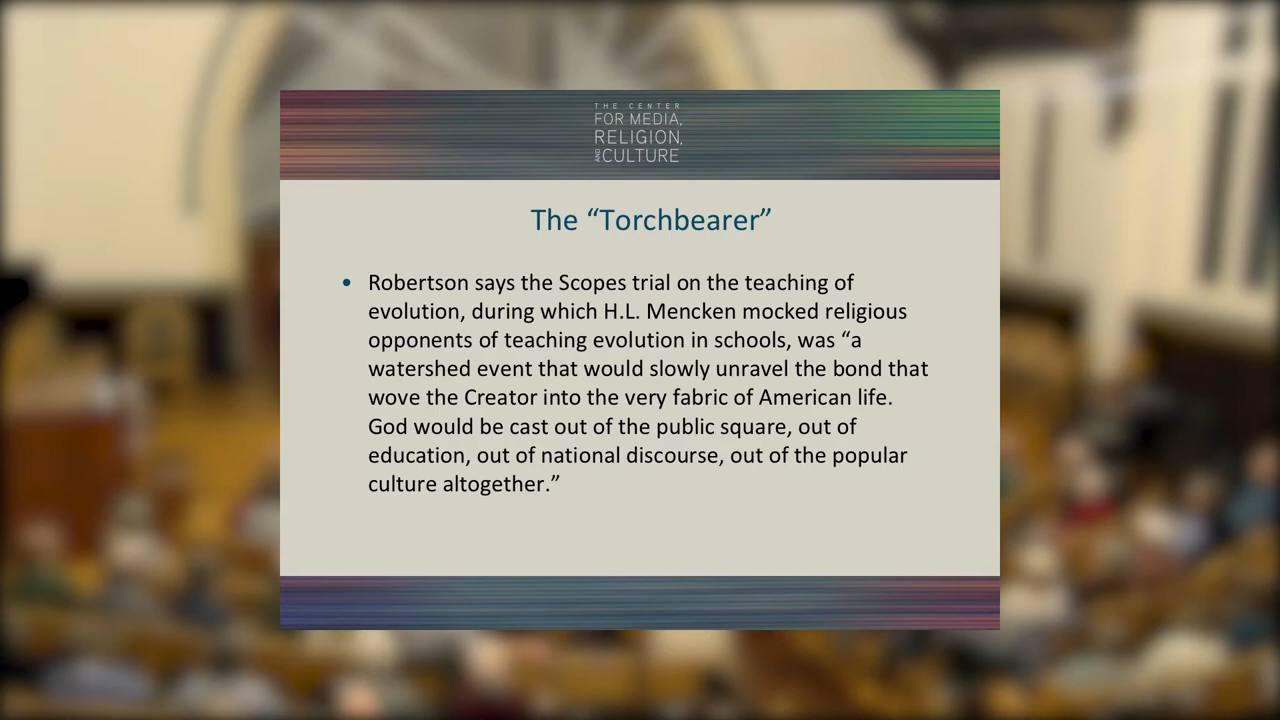 THE CENTER
FOR MEDIA,
RELIGION,
AND CULTURE
The “Torchbearer”
• Robertson says the Scopes trial on the teaching of
evolution, during which H.L. Mencken mocked religious
opponents of teaching evolution in schools, was “a
watershed event that would slowly unravel the bond that
wove the Creator into the very fabric of American life.
God would be cast out of the public square, out of
education, out of national discourse, out of the popular
culture altogether.”